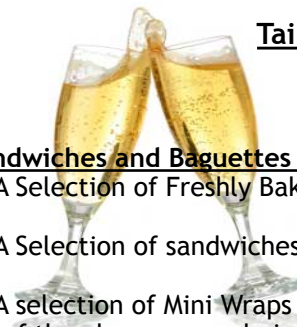 Tai
ndwiches and Baguettes
A Selection of Freshly Bak
A Selection of sandwiches
A selection of Mini Wraps